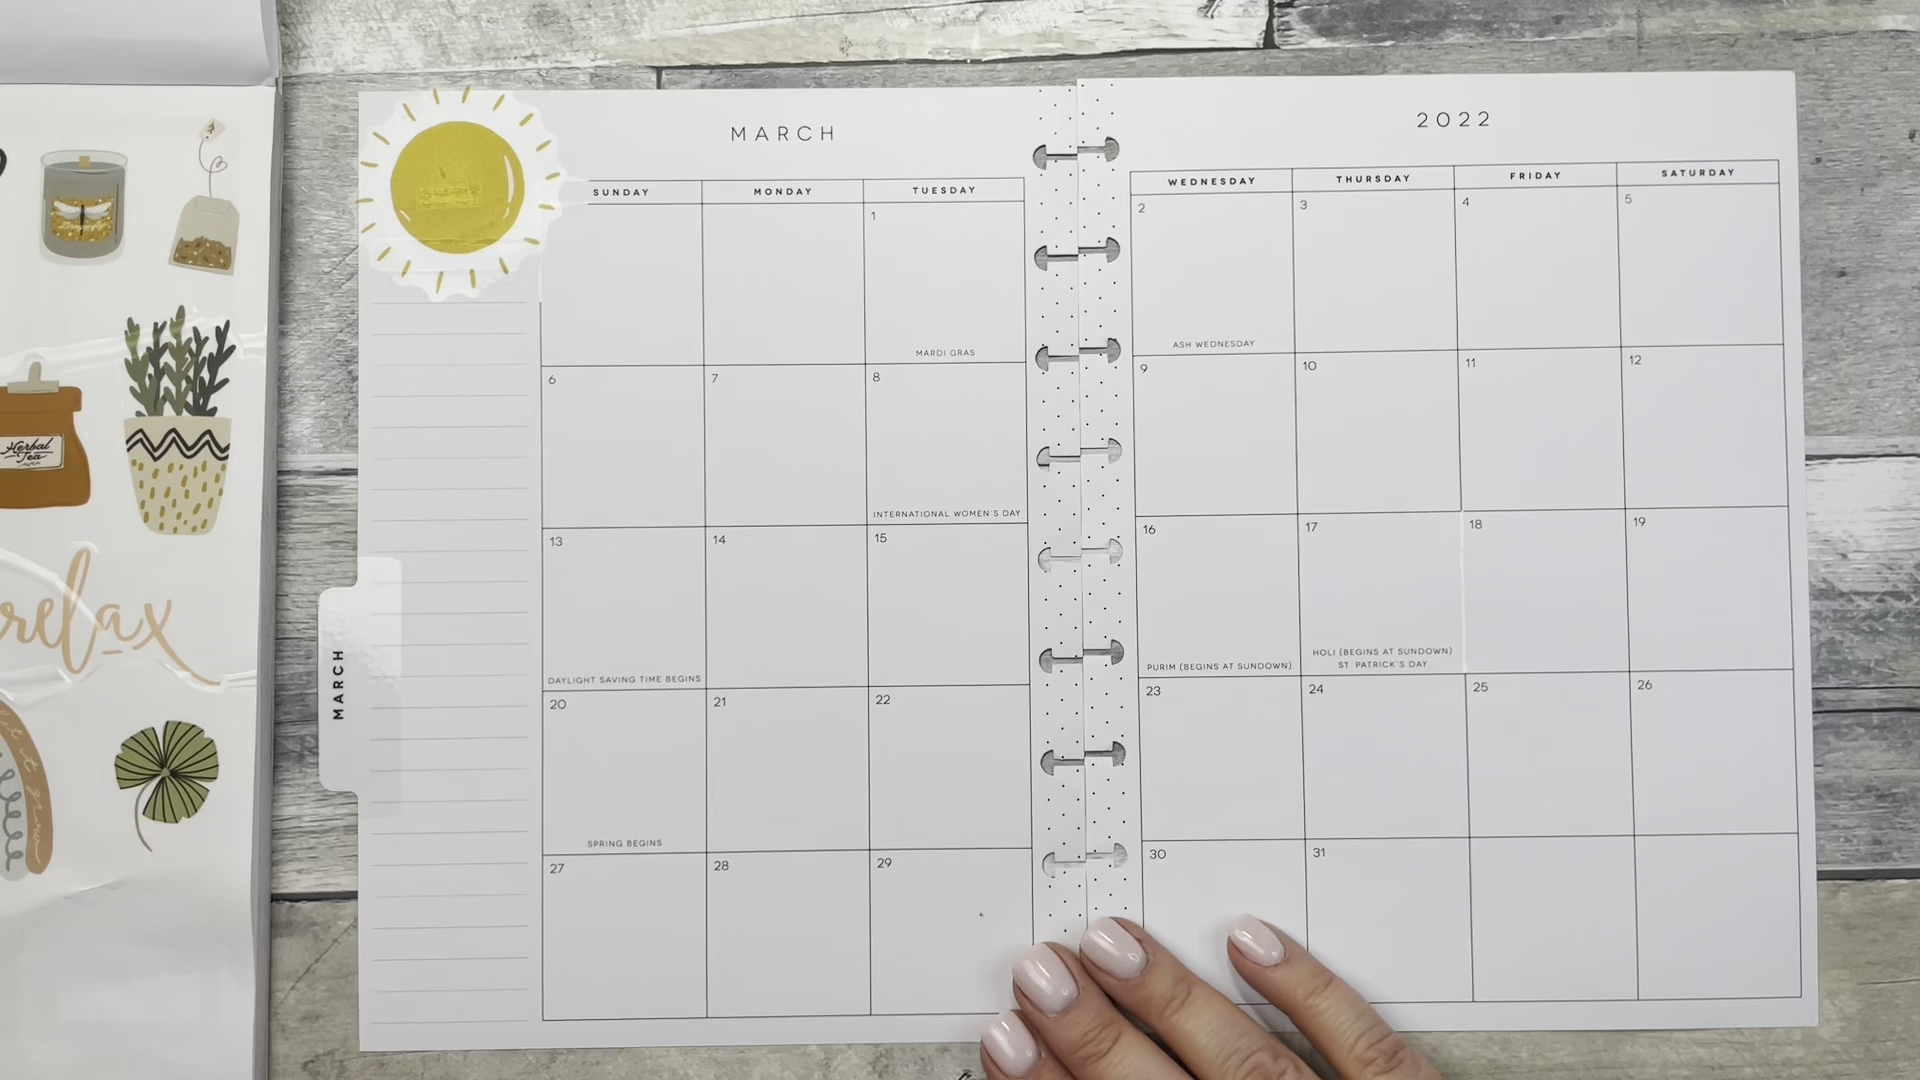 MARCH
2022
SUNDAY MONDAY TUESDAY WEDNESDAY THURSDAY FRIDAY SATURDAY
1 2 3 4 5
MARDI GRAS
ASH WEDNESDAY
6 7 8 9 10 11 12
INTERNATIONAL WOMEN'S DAY
13 14 15 16 17 18 19
DAYLIGHT SAVING TIME BEGINS
PURIM (BEGINS AT SUNDOWN)
HOLI (BEGINS AT SUNDOWN)
ST. PATRICK'S DAY
20 21 22 23 24 25 26
SPRING BEGINS
27 28 29 30 31
MARCH
Herbal
Tea
relax